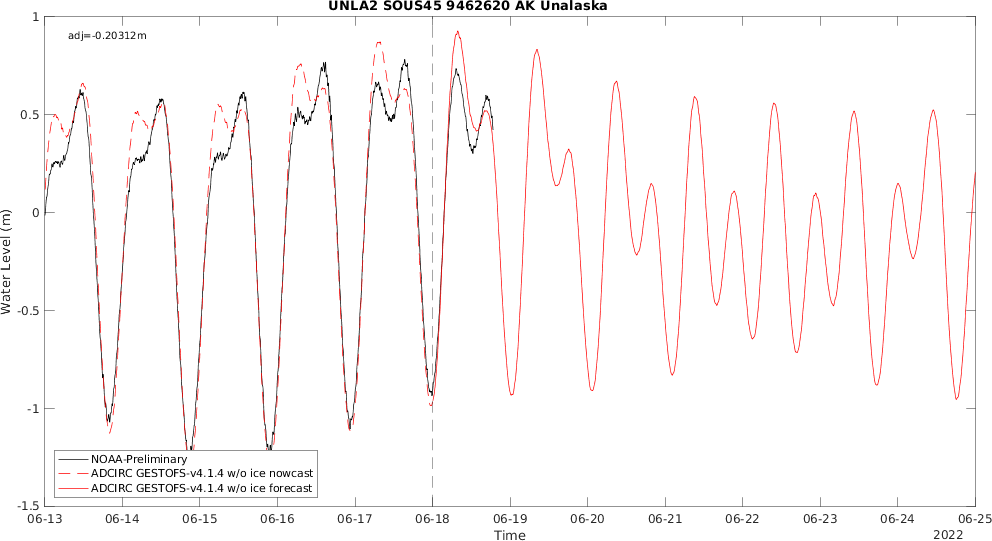 UNLA2 SOUS45 9462620 AK Unalaska
adj=-0.20312m
1
0.5
0
-0.5
-1
-1.5
Water Level (m)
NOAA-Preliminary
ADCIRC GESTOFS-v4.1.4 w/o ice nowcast
ADCIRC GESTOFS-v4.1.4 w/o ice forecast
06-13 06-14 06-15 06-16 06-17 06-18 06-19 06-20 06-21 06-22 06-23 06-24 06-25
Time
2022